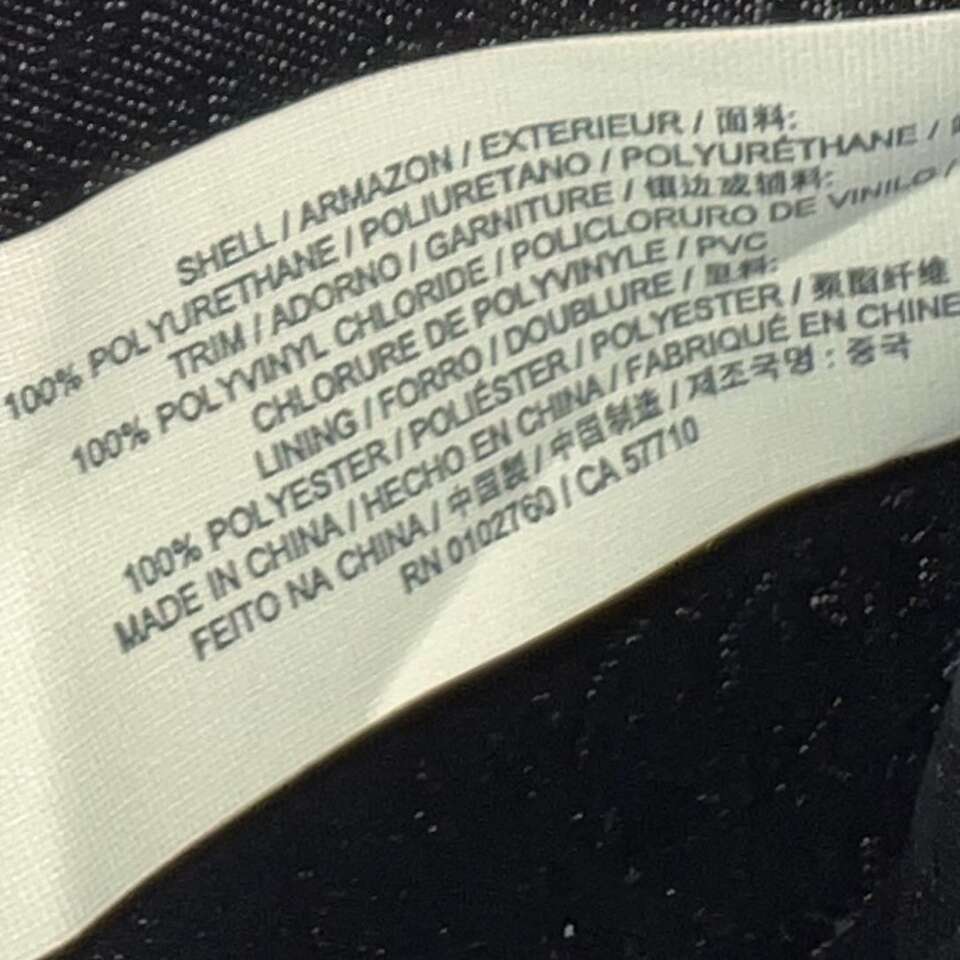 SHELL / ARMAZON / EXTERIEUR / 面料:
100% POLYURETHANE / POLIURETANO / POLYURÉTHANE /
TRIM / ADORNO / GARNITURE / 镶边或辅料:
100% POLYVINYL CHLORIDE / POLICLORURO DE VINILO /
CHLORURE DE POLYVINYLE / PVC
LINING / FORRO / DOUBLURE / 里料:
100% POLYESTER / POLIÉSTER / POLYESTER / 聚酯纤维
MADE IN CHINA / HECHO EN CHINA / FABRIQUÉ EN CHINE
FEITO NA CHINA / 中国製 / 中国制造 / 제조국명 : 중국
RN 0102760 / CA 57710